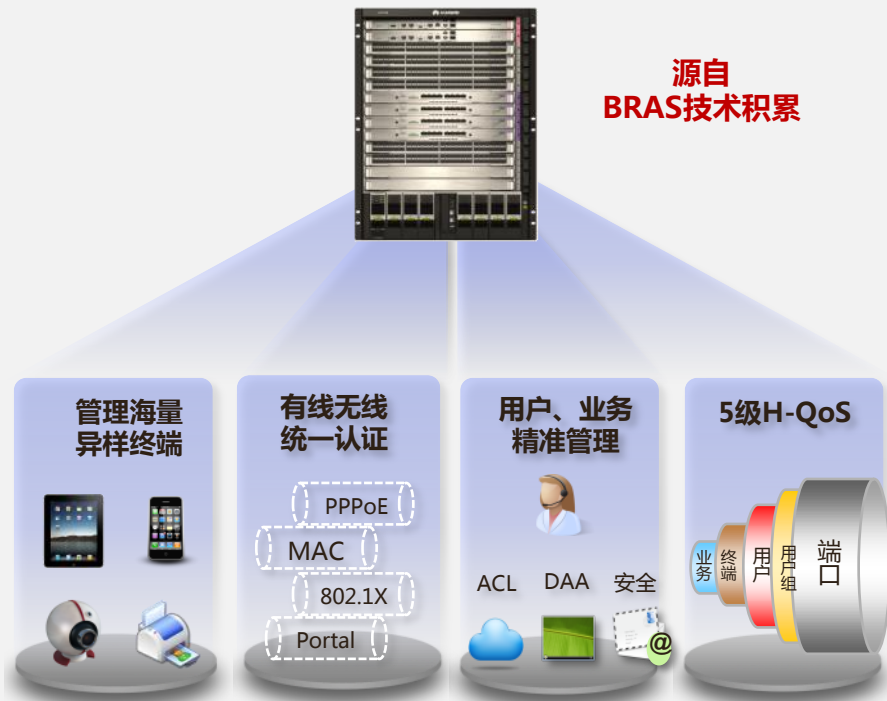 源自
BRAS技术积累
管理海量
异样终端
有线无线
统一认证
PPPoE
MAC
802.1X
Portal
用户、业务
精准管理
ACL
DAA
安全
@
5级H-QoS
业务
终端
用户
用户组
端口